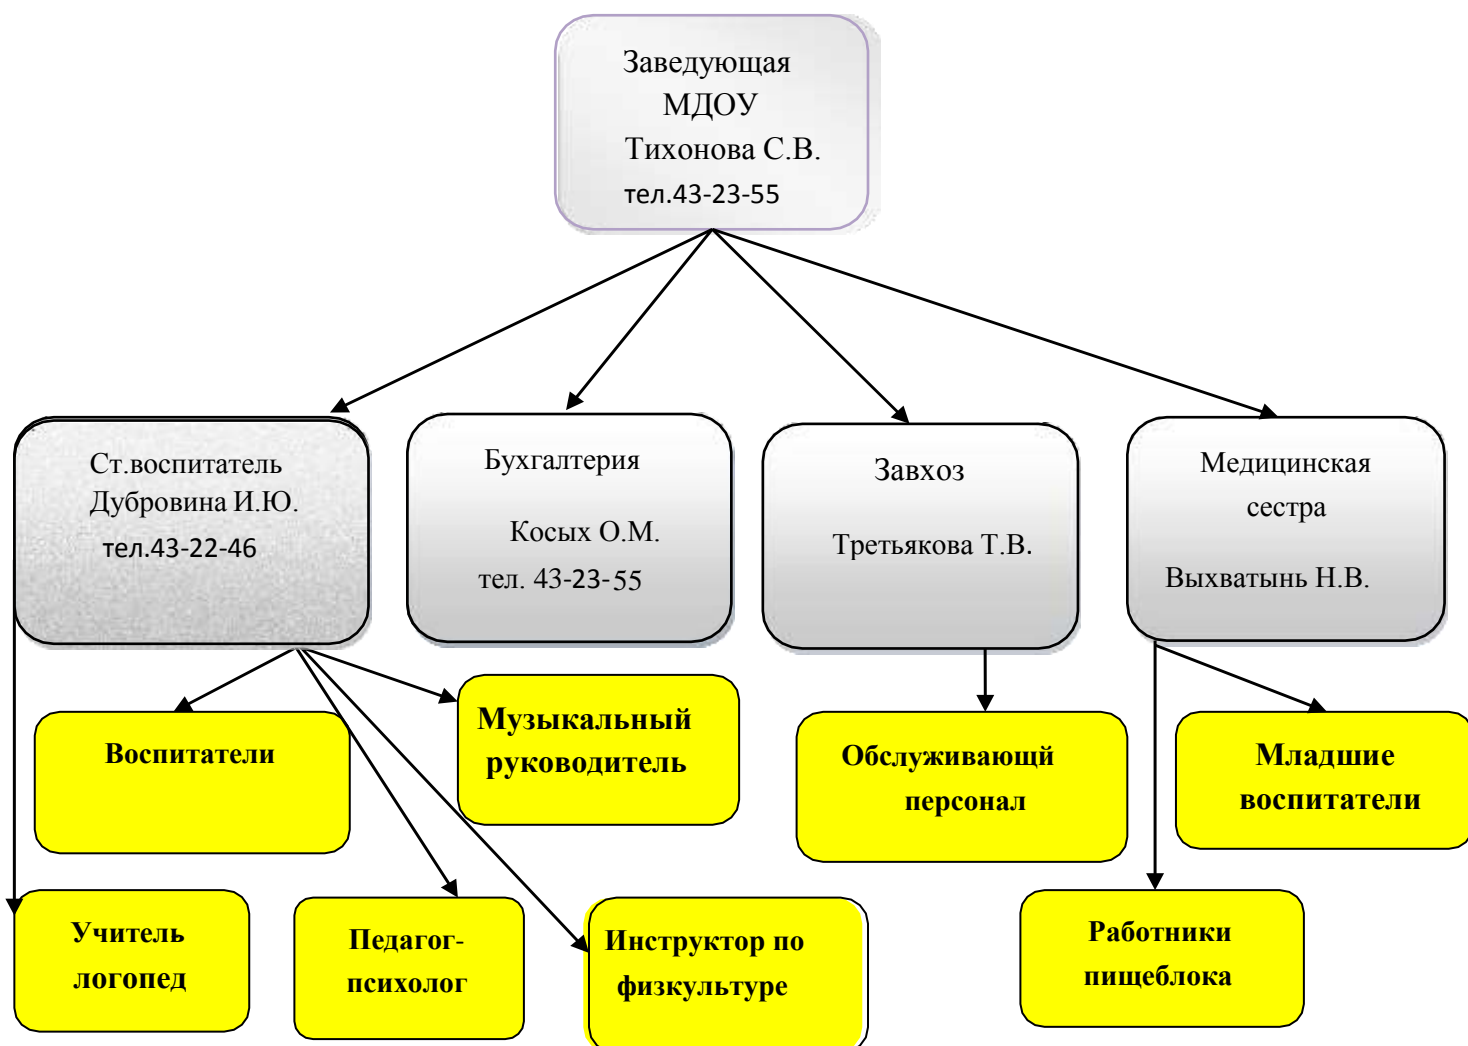 Заведующая
МДОУ
Тихонова С.В.
тел.43-23-55
Ст.воспитатель
Дубровина И.Ю.
тел.43-22-46
Бухгалтерия
Косых О.М.
тел. 43-23-55
Завхоз
Третьякова Т.В.
Медицинская
сестра
Выхватынь Н.В.
Воспитатели
Музыкальный
руководитель
Обслуживающй
персонал
Младшие
воспитатели
Учитель
логопед
Педагог-
психолог
Инструктор по
физкультуре
Работники
пищеблока